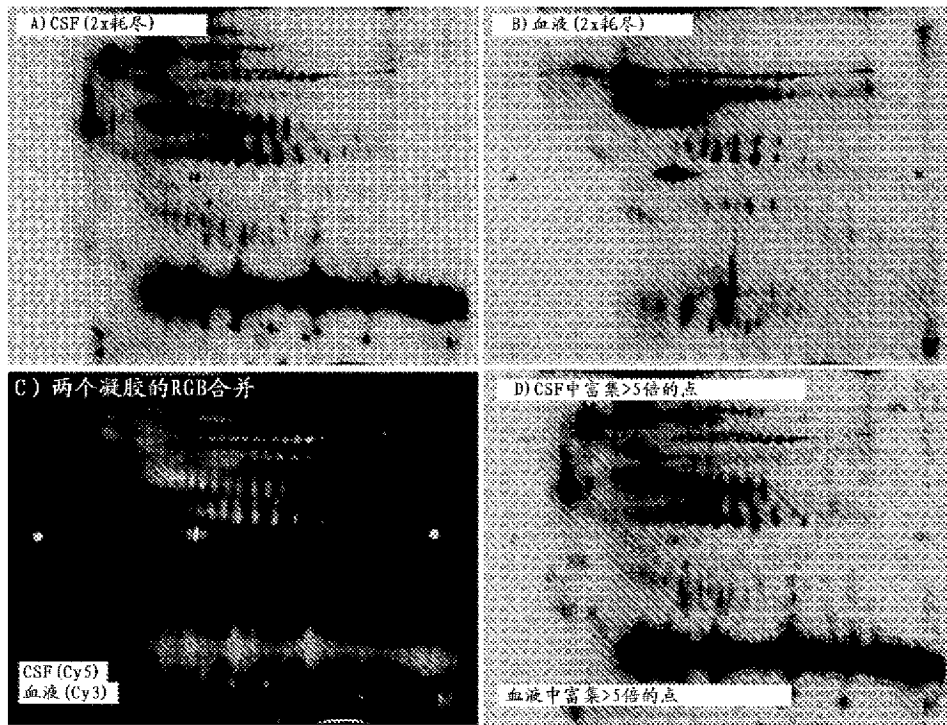 A)CSF(2x耗尽)
B)血液(2x耗尽)
C)两个凝胶的RGB合并
CSF(Cy5)
血液(Cy3)
D)CSF中富集>5倍的点
血液中富集>5倍的点